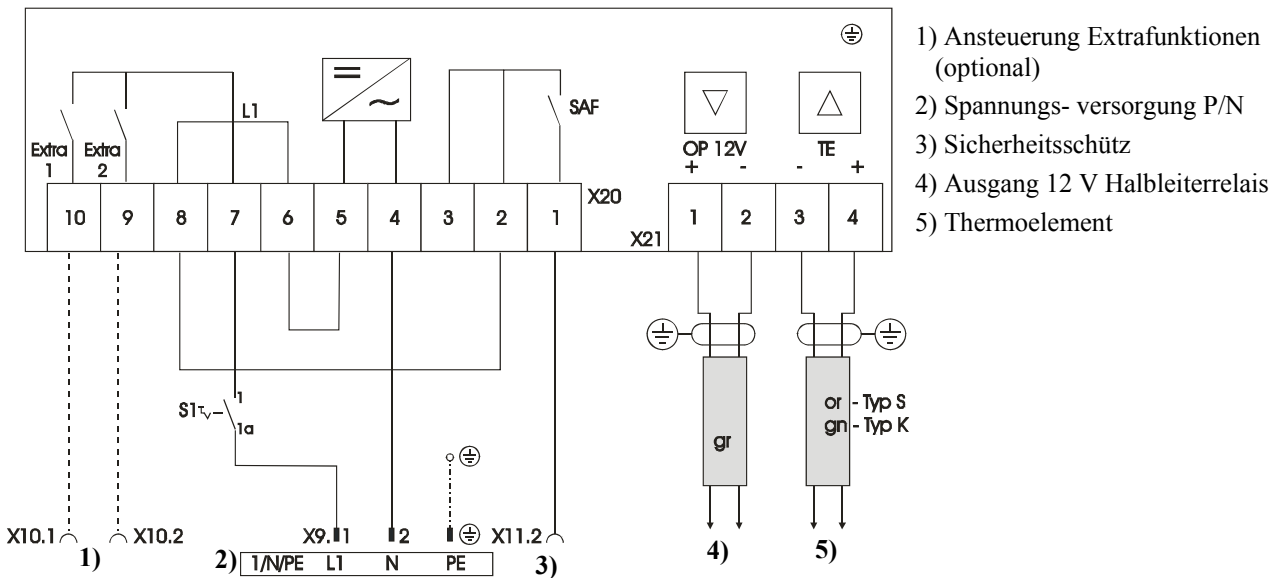 1) Ansteuerung Extrafunktionen
(optional)
2) Spannungs- versorgung P/N
3) Sicherheitsschütz
4) Ausgang 12 V Halbleiterrelais
5) Thermoelement
L1
SAF
Extra 1
Extra 2
OP 12V
+ -
TE
- +
X20
10 9 8 7 6 5 4 3 2 1
X21
1 2 3 4
S1
1
1a
gr
or - Typ S
gn - Typ K
X10.1
X10.2
X9. 1
2
X11.2
1)
2)
1/N/PE L1 N PE
3)
4)
5)